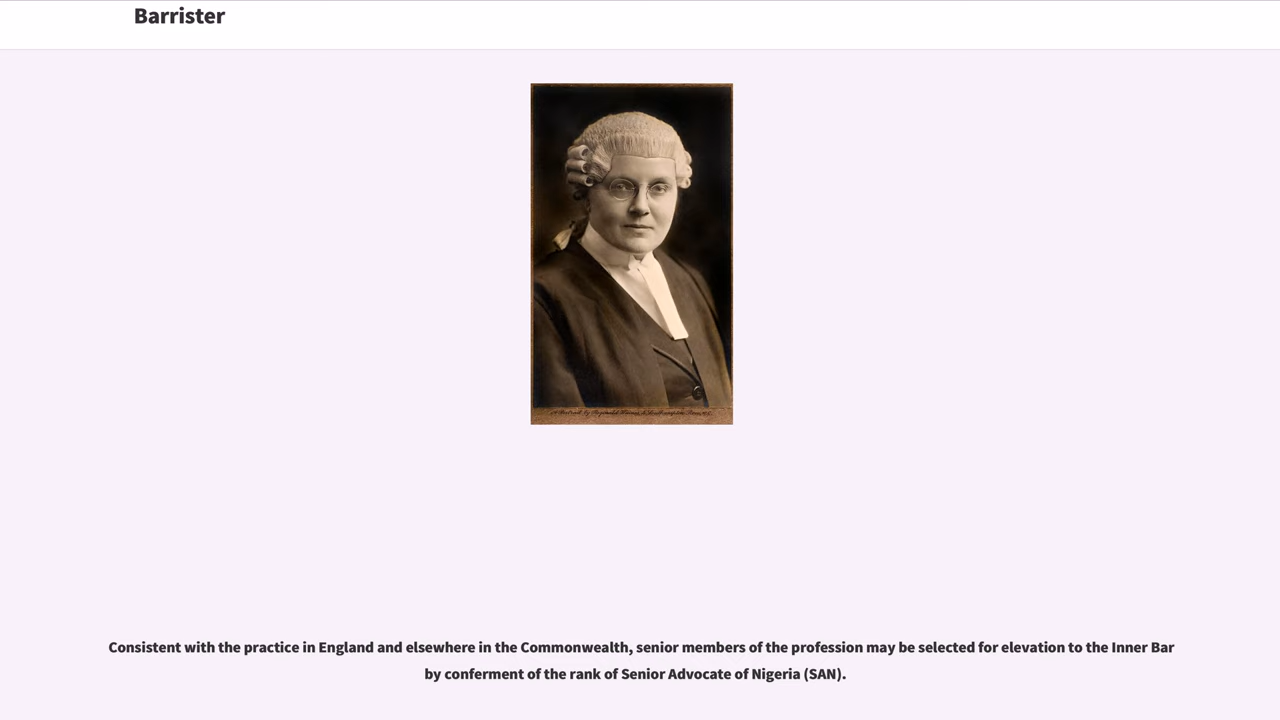 Barrister
Consistent with the practice in England and elsewhere in the Commonwealth, senior members of the profession may be selected for elevation to the Inner Bar
by conferment of the rank of Senior Advocate of Nigeria (SAN).